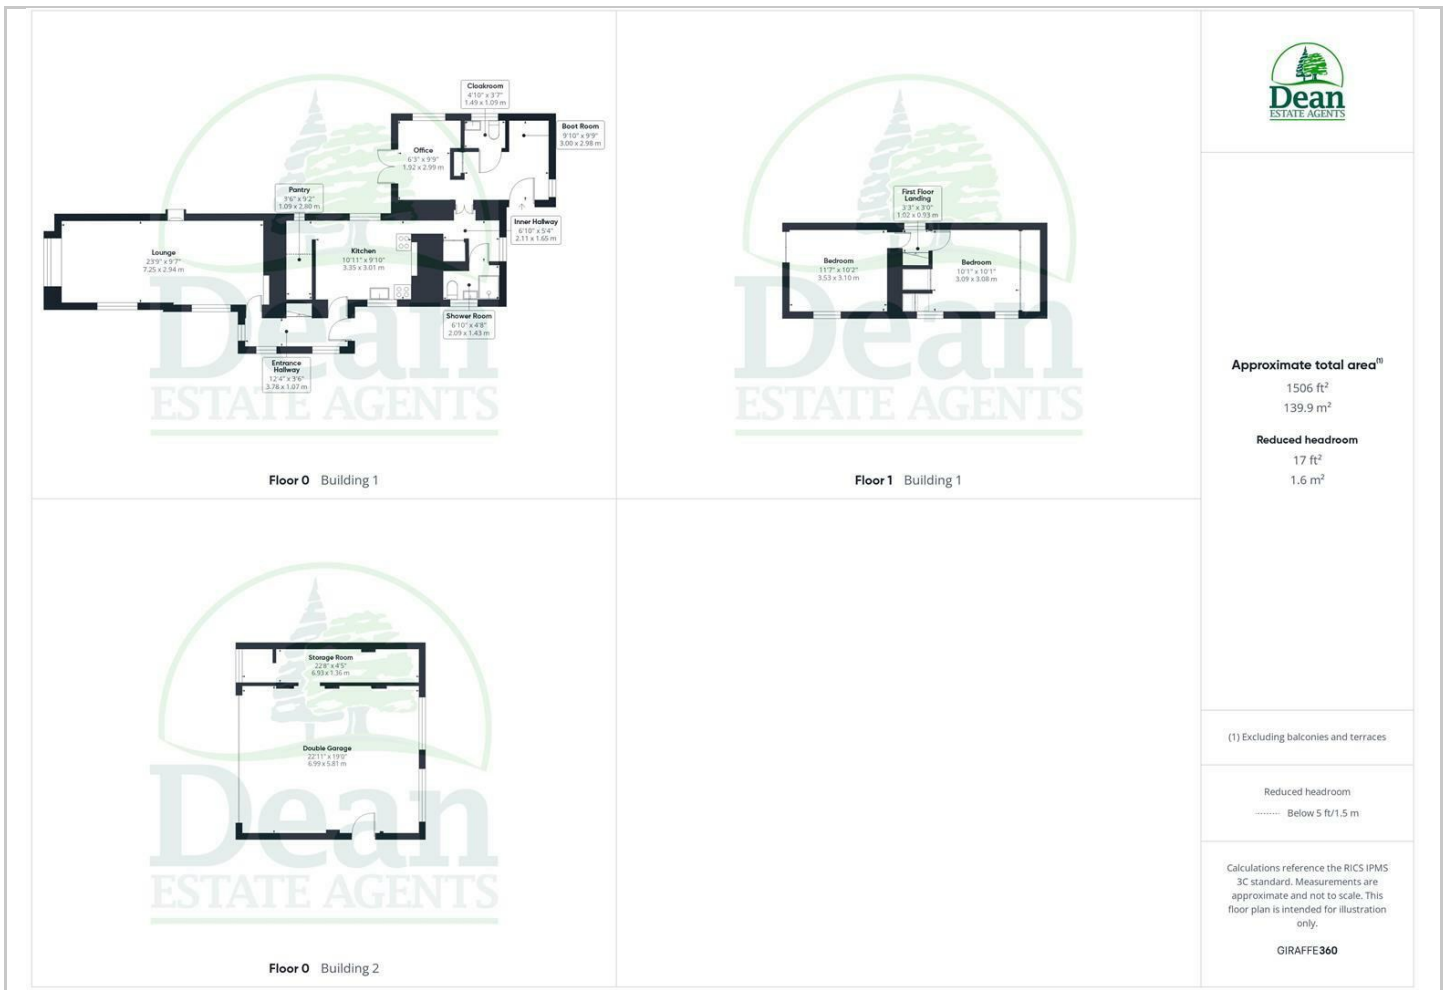 Cloakroom
4'10" x 3'7"
1.49 x 1.09 m
Boot Room
9'10" x 9'9"
3.00 x 2.98 m
Office
6'3" x 9'9"
1.92 x 2.99 m
Pantry
3'6" x 9'2"
1.09 x 2.80 m
Inner Hallway
6'10" x 5'4"
2.11 x 1.65 m
Lounge
23'9" x 9'7"
7.25 x 2.94 m
Kitchen
10'11" x 9'10"
3.35 x 3.01 m
Shower Room
6'10" x 4'8"
2.09 x 1.43 m
Entrance
Hallway
12'4" x 3'6"
3.78 x 1.07 m
Dean
ESTATE AGENTS
Floor 0 Building 1
First Floor
Landing
3'3" x 3'0"
1.02 x 0.93 m
Bedroom
11'7" x 10'2"
3.53 x 3.10 m
Bedroom
10'1" x 10'1"
3.09 x 3.08 m
Dean
ESTATE AGENTS
Floor 1 Building 1
Storage Room
22'8" x 4'5"
6.93 x 1.36 m
Double Garage
22'11" x 19'0"
6.99 x 5.81 m
Dean
ESTATE AGENTS
Floor 0 Building 2
Dean
ESTATE AGENTS
Approximate total area(1)
1506 ft²
139.9 m²
Reduced headroom
17 ft²
1.6 m²
(1) Excluding balconies and terraces
Reduced headroom
Below 5 ft/1.5 m
Calculations reference the RICS IPMS
3C standard. Measurements are
approximate and not to scale. This
floor plan is intended for illustration
only.
GIRAFFE360